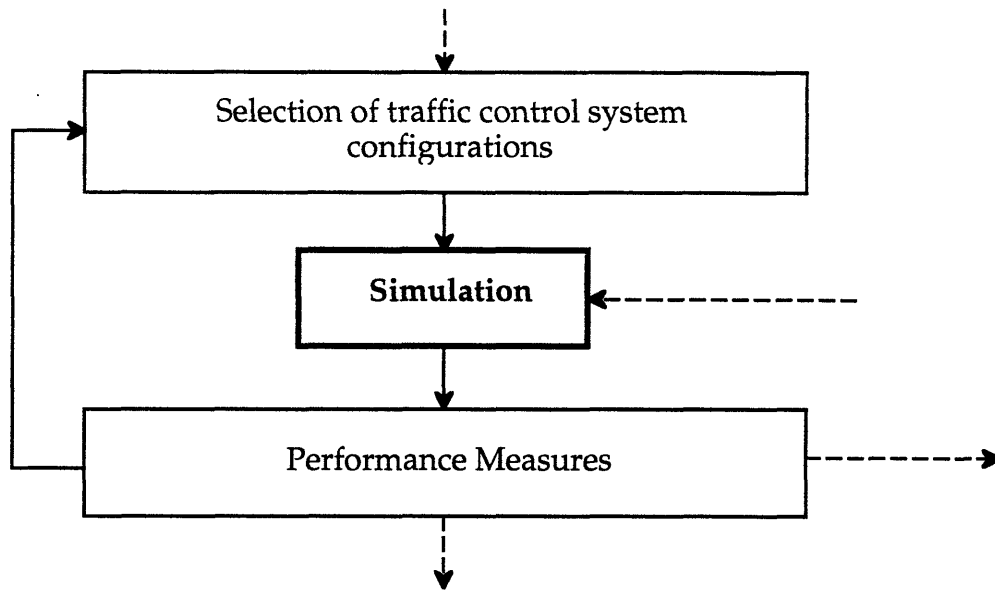 Selection of traffic control system
configurations
Simulation
Performance Measures